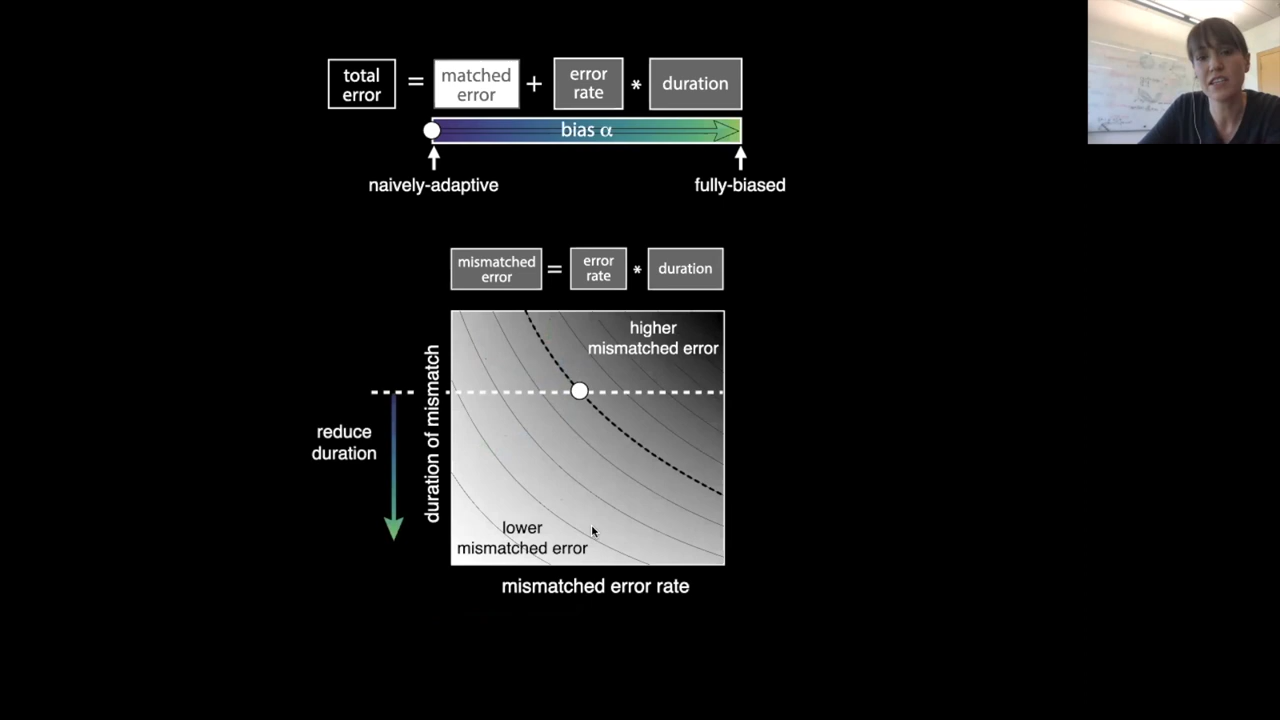 total
error
=
matched
error
+
error
rate
*
duration
bias α
naively-adaptive
fully-biased
mismatched
error
=
error
rate
*
duration
higher
mismatched error
duration of mismatch
reduce
duration
lower
mismatched error
mismatched error rate